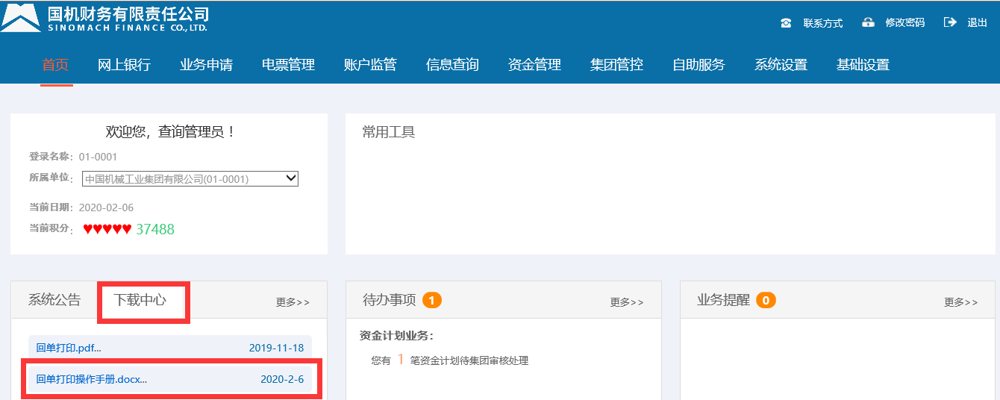 国机财务有限责任公司
SINOMACH FINANCE CO., LTD.
联系方式 修改密码 退出
首页 网上银行 业务申请 电票管理 账户监管 信息查询 资金管理 集团管控 自助服务 系统设置 基础设置
欢迎您，查询管理员！
登录名称：01-0001
所属单位：中国机械工业集团有限公司(01-0001)
当前日期：2020-02-06
当前积分：♥♥♥♥♥ 37488
常用工具
系统公告 下载中心 更多>>
回单打印.pdf... 2019-11-18
回单打印操作手册.docx... 2020-2-6
待办事项 1 更多>>
资金计划业务：
您有 1 笔资金计划待集团审核处理
业务提醒 0 更多>>